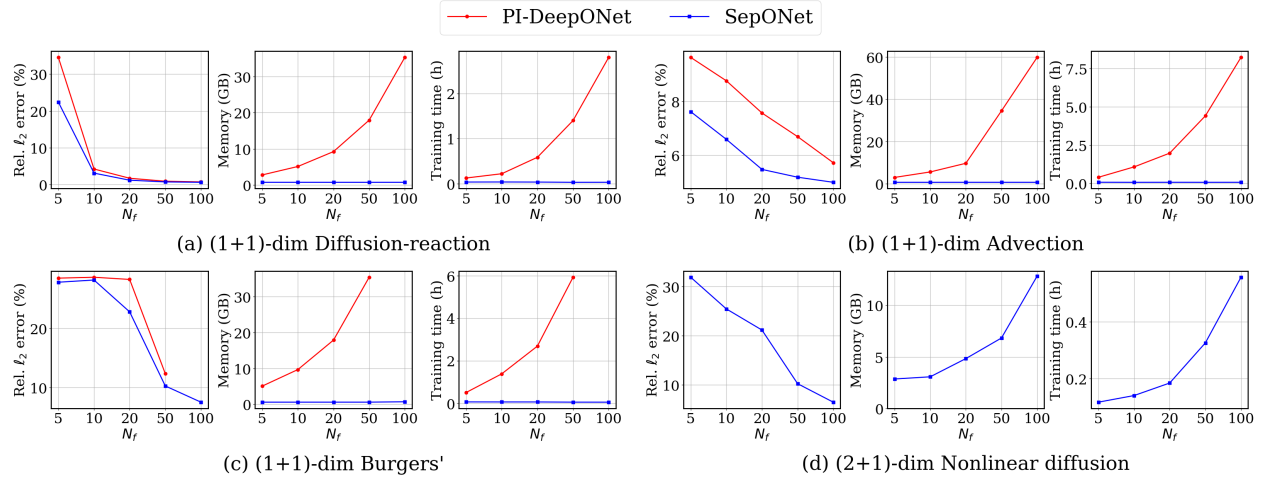 PI-DeepONet SepONet
Rel. ℓ2 error (%)
30
20
10
0
5 10 20 50 100
Nf
Memory (GB)
30
20
10
0
5 10 20 50 100
Nf
Training time (h)
2
1
0
5 10 20 50 100
Nf
(a) (1+1)-dim Diffusion-reaction
Rel. ℓ2 error (%)
8
6
5 10 20 50 100
Nf
Memory (GB)
60
40
20
0
5 10 20 50 100
Nf
Training time (h)
7.5
5.0
2.5
0.0
5 10 20 50 100
Nf
(b) (1+1)-dim Advection
Rel. ℓ2 error (%)
20
10
5 10 20 50 100
Nf
Memory (GB)
30
20
10
0
5 10 20 50 100
Nf
Training time (h)
6
4
2
0
5 10 20 50 100
Nf
(c) (1+1)-dim Burgers'
Rel. ℓ2 error (%)
30
20
10
5 10 20 50 100
Nf
Memory (GB)
10
5
0
5 10 20 50 100
Nf
Training time (h)
0.4
0.2
5 10 20 50 100
Nf
(d) (2+1)-dim Nonlinear diffusion